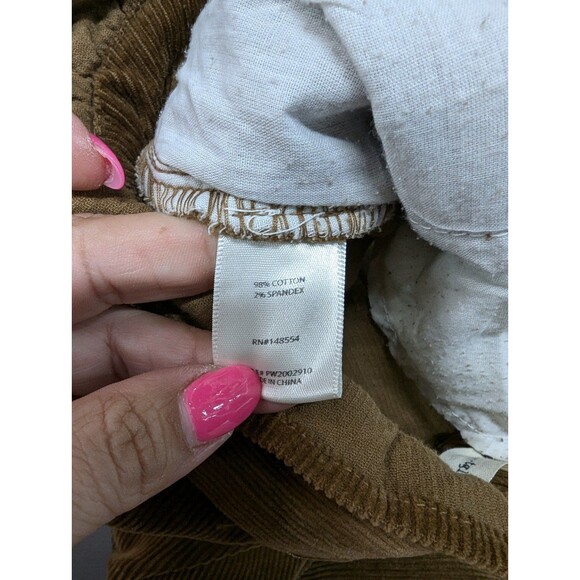 98% COTTON
2% SPANDEX
RN#148554
# PW2002910
IN CHINA